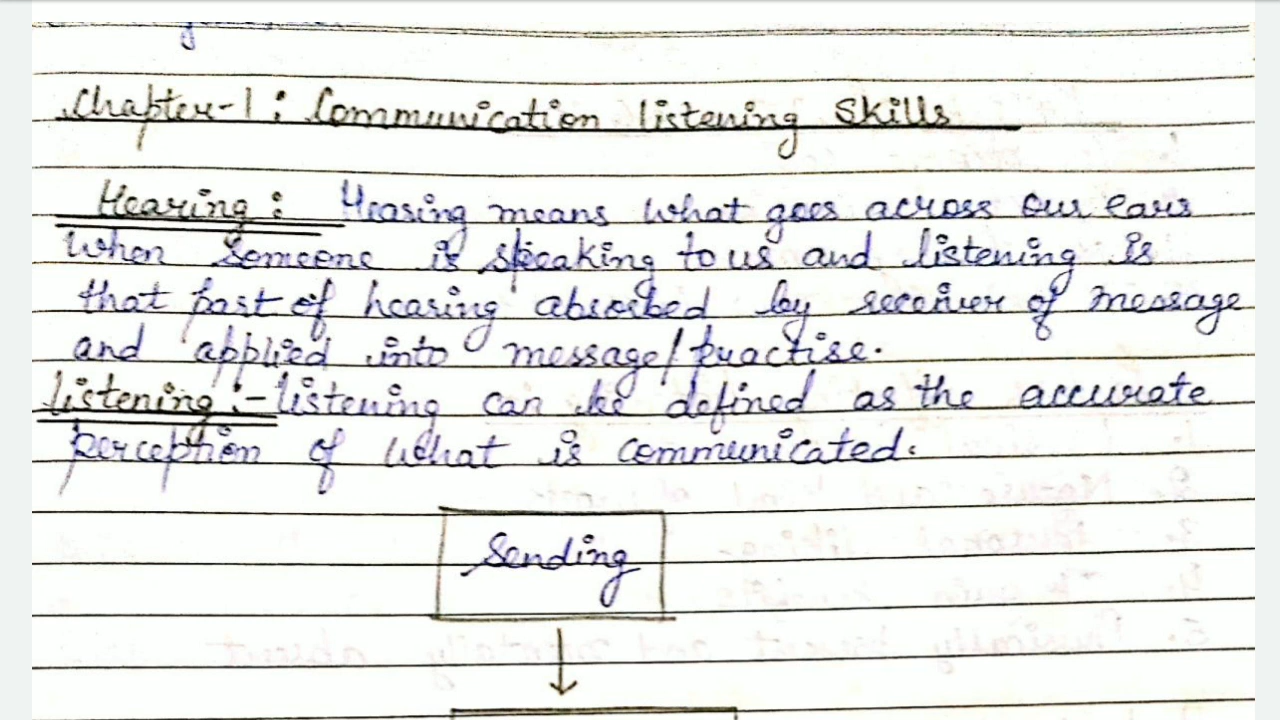 Chapter-1: Communication listening Skills
Hearing: Hearing means what goes across our ears
when Someone is speaking to us and listening is
that part of hearing absorbed by receiver of message
and applied into message/practise.
listening:-listening can be defined as the accurate
perception of what is communicated.
Sending